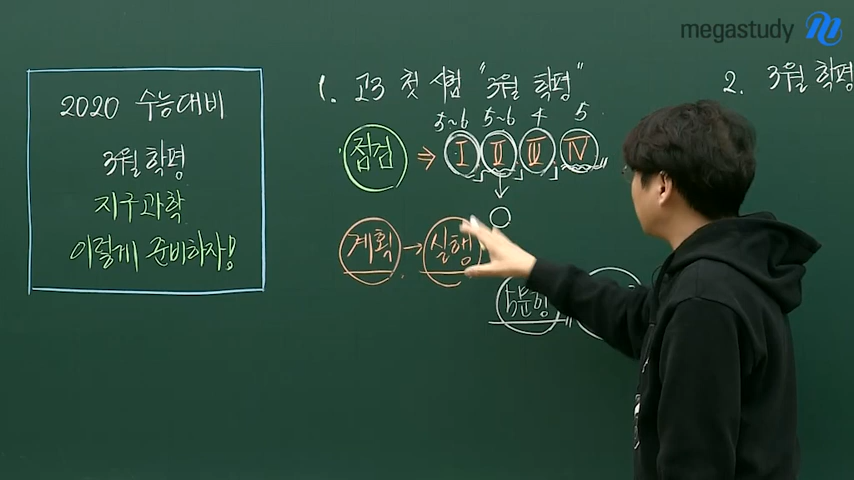 megastudy
2020 수능대비
3월 학평
지구과학
이렇게 준비하자!
1. 고3 첫 시험 "3월 학평"
5~6 5~6 4 5
점검 ⇒ I II III IV
계획 → 실행
2. 3월 학평